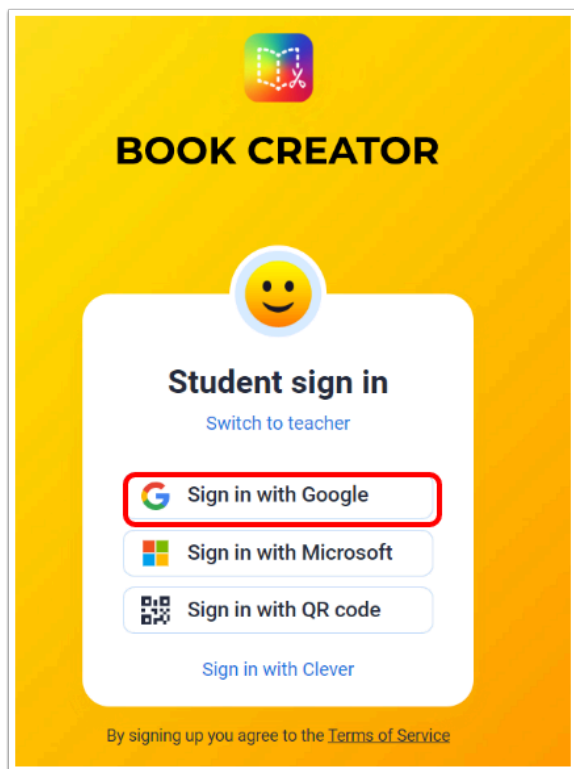 BOOK CREATOR
Student sign in
Switch to teacher
Sign in with Google
Sign in with Microsoft
Sign in with QR code
Sign in with Clever
By signing up you agree to the Terms of Service